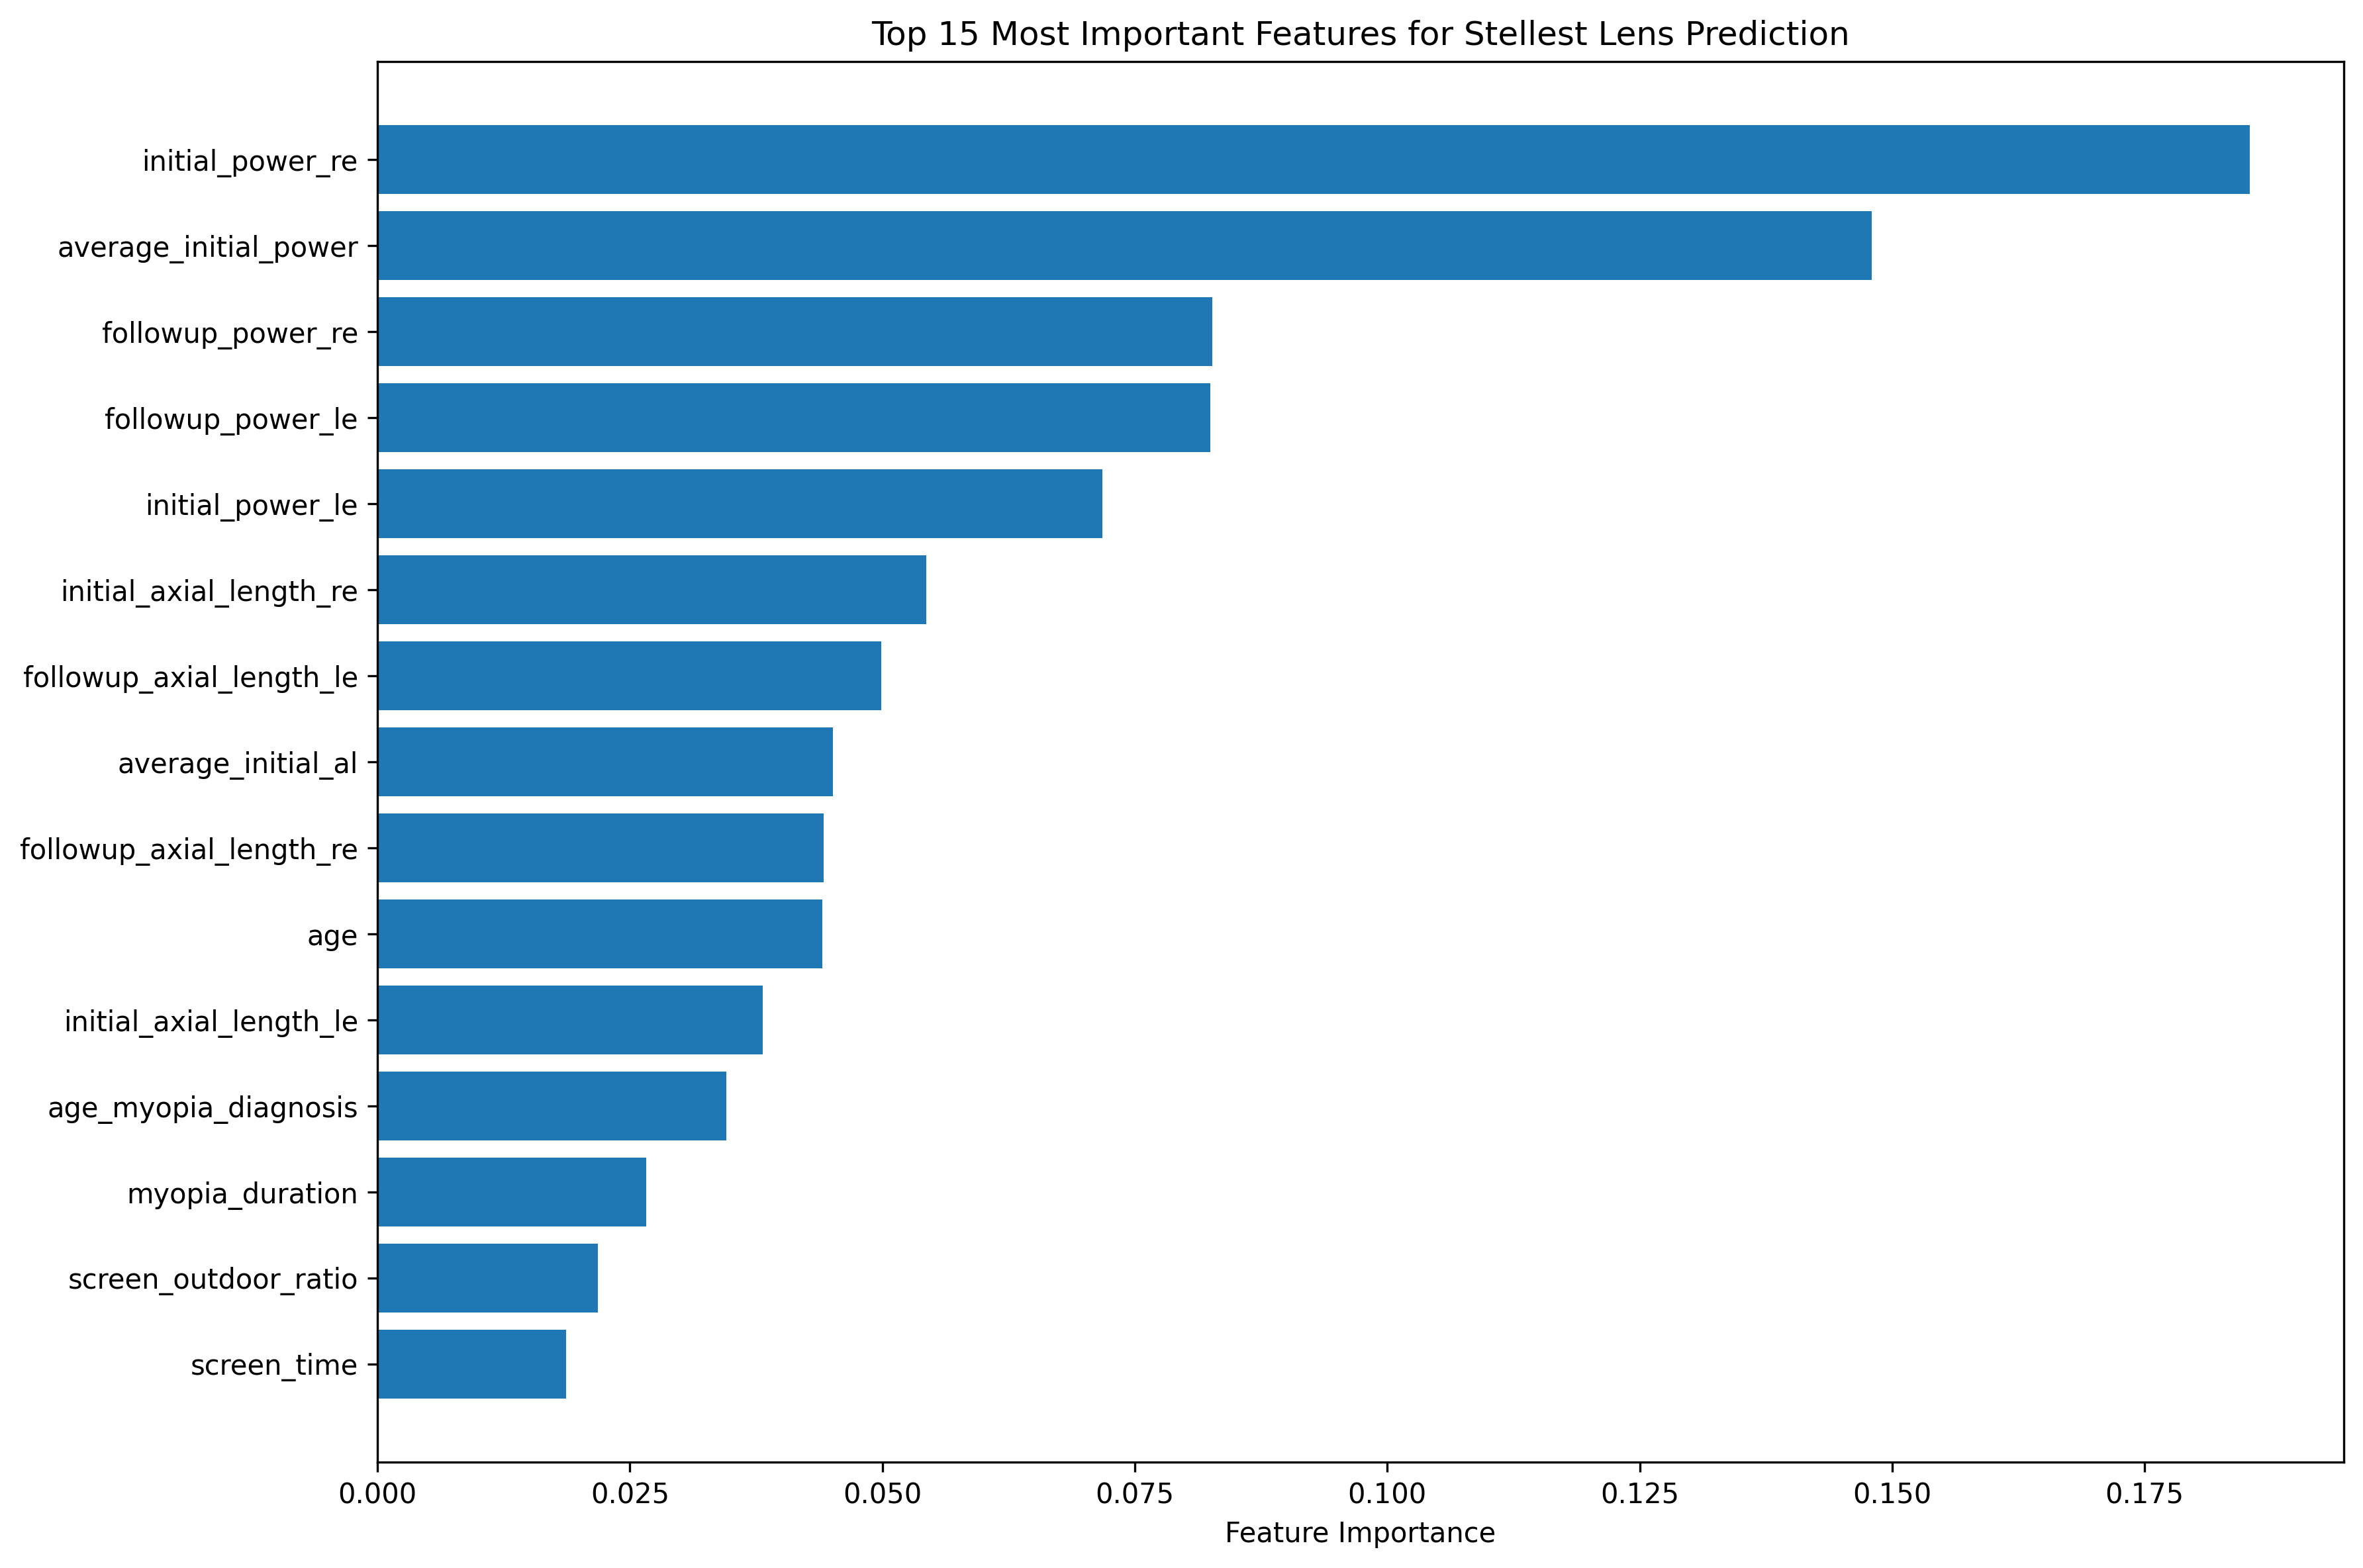 Top 15 Most Important Features for Stellest Lens Prediction
initial_power_re
average_initial_power
followup_power_re
followup_power_le
initial_power_le
initial_axial_length_re
followup_axial_length_le
average_initial_al
followup_axial_length_re
age
initial_axial_length_le
age_myopia_diagnosis
myopia_duration
screen_outdoor_ratio
screen_time
0.000 0.025 0.050 0.075 0.100 0.125 0.150 0.175
Feature Importance